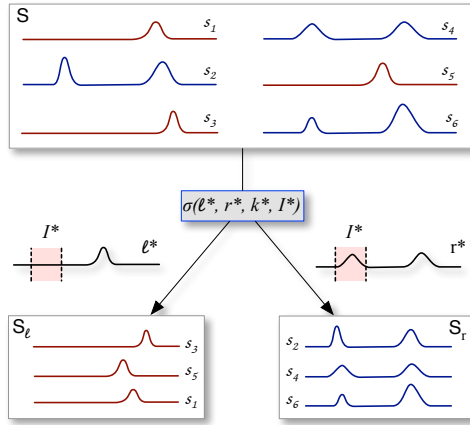 S
s₁ s₄
s₂ s₅
s₃ s₆
σ(ℓ*, r*, k*, I*)
I* ℓ*
I* r*
Sℓ
s₃
s₅
s₁
Sᵣ
s₂
s₄
s₆